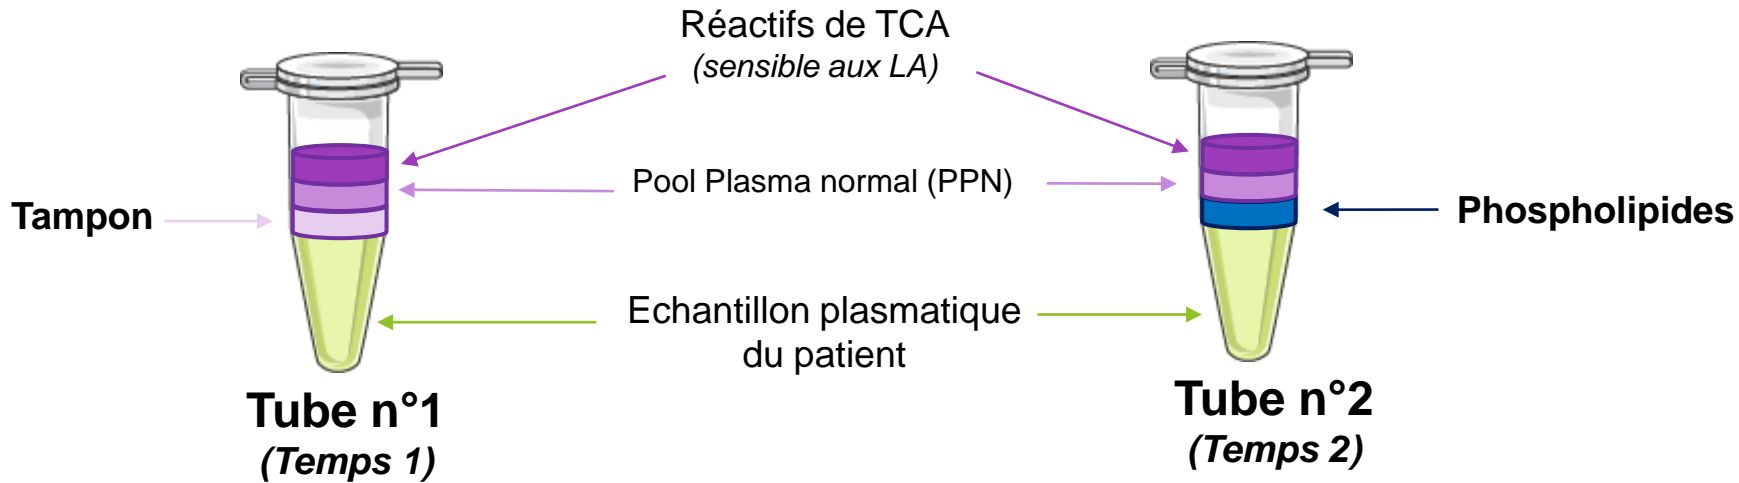 Réactifs de TCA
(sensible aux LA)
Pool Plasma normal (PPN)
Tampon
Phospholipides
Echantillon plasmatique
du patient
Tube n°1
(Temps 1)
Tube n°2
(Temps 2)